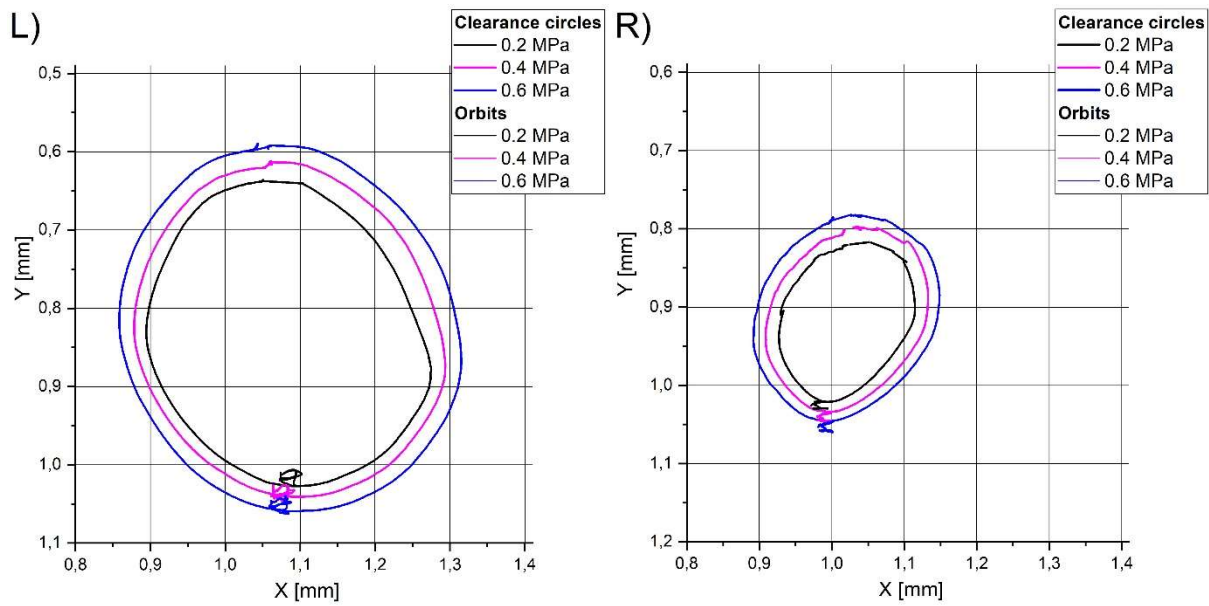 L)
Clearance circles
0.2 MPa
0.4 MPa
0.6 MPa
Orbits
0.2 MPa
0.4 MPa
0.6 MPa
0,5
0,6
0,7
0,8
0,9
1,0
1,1
Y [mm]
0,8 0,9 1,0 1,1 1,2 1,3 1,4
X [mm]
R)
Clearance circles
0.2 MPa
0.4 MPa
0.6 MPa
Orbits
0.2 MPa
0.4 MPa
0.6 MPa
0,6
0,7
0,8
0,9
1,0
1,1
1,2
Y [mm]
0,8 0,9 1,0 1,1 1,2 1,3 1,4
X [mm]